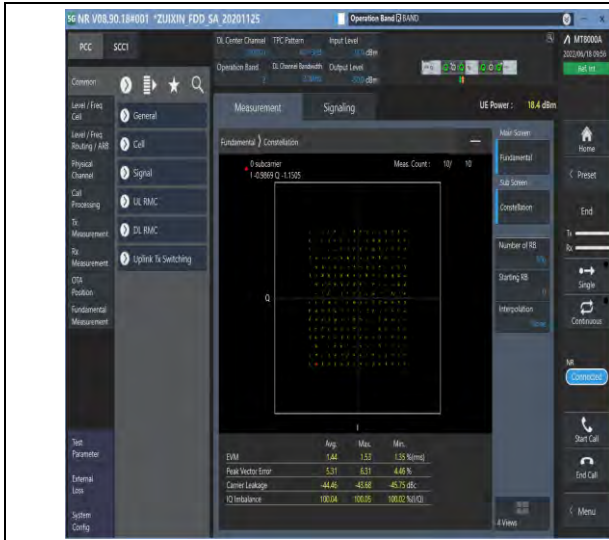 5G NR V08.90.18#001 *ZUIXIN_FDD_SA_20201125
Operation Band BAND
PCC
SCC1
DL Center Channel TPC Pattern Input Level
Operation Band DL Channel Bandwidth Output Level
MT8000A
2022/06/18 09:58
Ref. Int
Common
Level / Freq
Cell
Level / Freq
Routing / ARB
Physical
Channel
Call
Processing
Tx
Measurement
Rx
Measurement
OTA
Position
Fundamental
Measurement
Test
Parameter
External
Loss
System
Config
General
Cell
Signal
UL RMC
DL RMC
Uplink Tx Switching
Measurement
Signaling
UE Power : 18.4 dBm
Fundamental Constellation
0 subcarrier
I -0.9869 Q -1.1505
Meas. Count : 10/ 10
Q
I
Avg. Max. Min.
EVM 1.44 1.53 1.35 %(rms)
Peak Vector Error 5.31 6.31 4.46 %
Carrier Leakage -44.46 -43.68 -45.75 dBc
IQ Imbalance 100.04 100.05 100.02 %(I/Q)
Main Screen
Fundamental
Sub Screen
Constellation
Number of RB
Starting RB
Interpolation
None
4 Views
Home
Preset
End
Tx
Rx
Single
Continuous
NR
Connected
Start Call
End Call
Menu